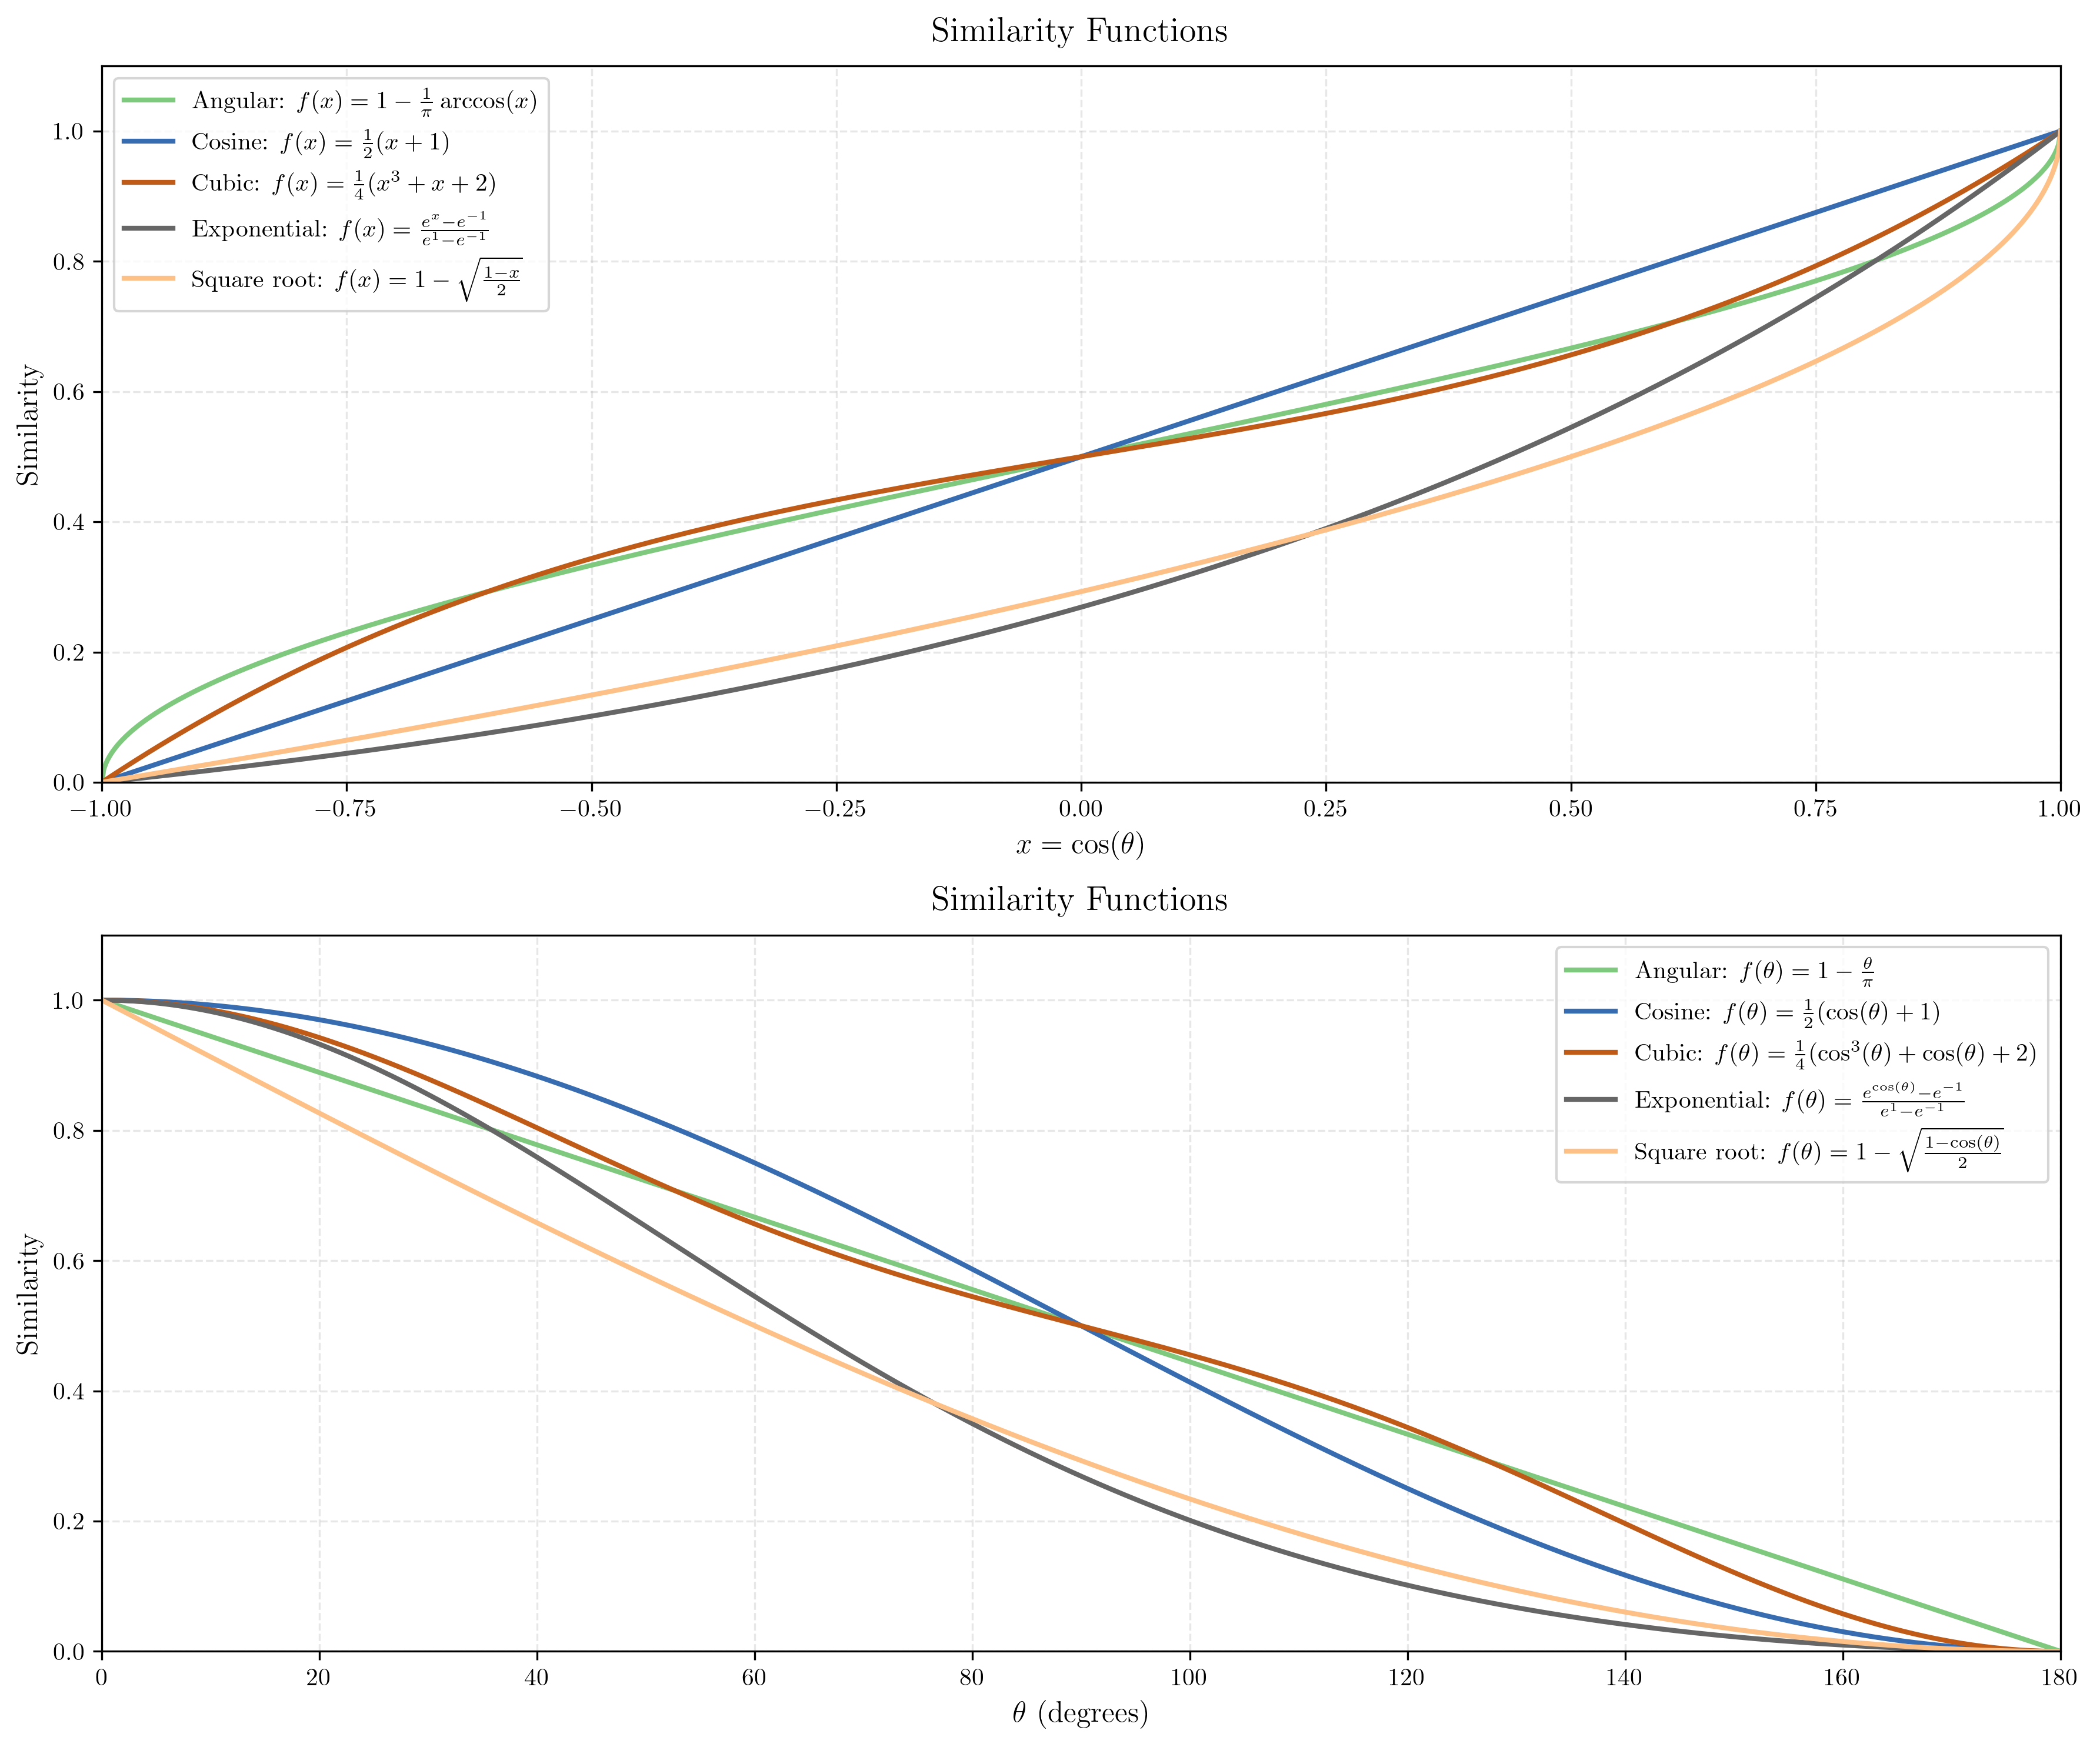 Similarity Functions
Angular: f(x) = 1 − 1/π arccos(x)
Cosine: f(x) = 1/2(x + 1)
Cubic: f(x) = 1/4(x³ + x + 2)
Exponential: f(x) = (eˣ−e⁻¹)/(e¹−e⁻¹)
Square root: f(x) = 1 − √((1−x)/2)
Similarity
1.0
0.8
0.6
0.4
0.2
0.0
−1.00 −0.75 −0.50 −0.25 0.00 0.25 0.50 0.75 1.00
x = cos(θ)
Similarity Functions
Angular: f(θ) = 1 − θ/π
Cosine: f(θ) = 1/2(cos(θ) + 1)
Cubic: f(θ) = 1/4(cos³(θ) + cos(θ) + 2)
Exponential: f(θ) = (e^cos(θ)−e⁻¹)/(e¹−e⁻¹)
Square root: f(θ) = 1 − √((1−cos(θ))/2)
Similarity
1.0
0.8
0.6
0.4
0.2
0.0
0 20 40 60 80 100 120 140 160 180
θ (degrees)